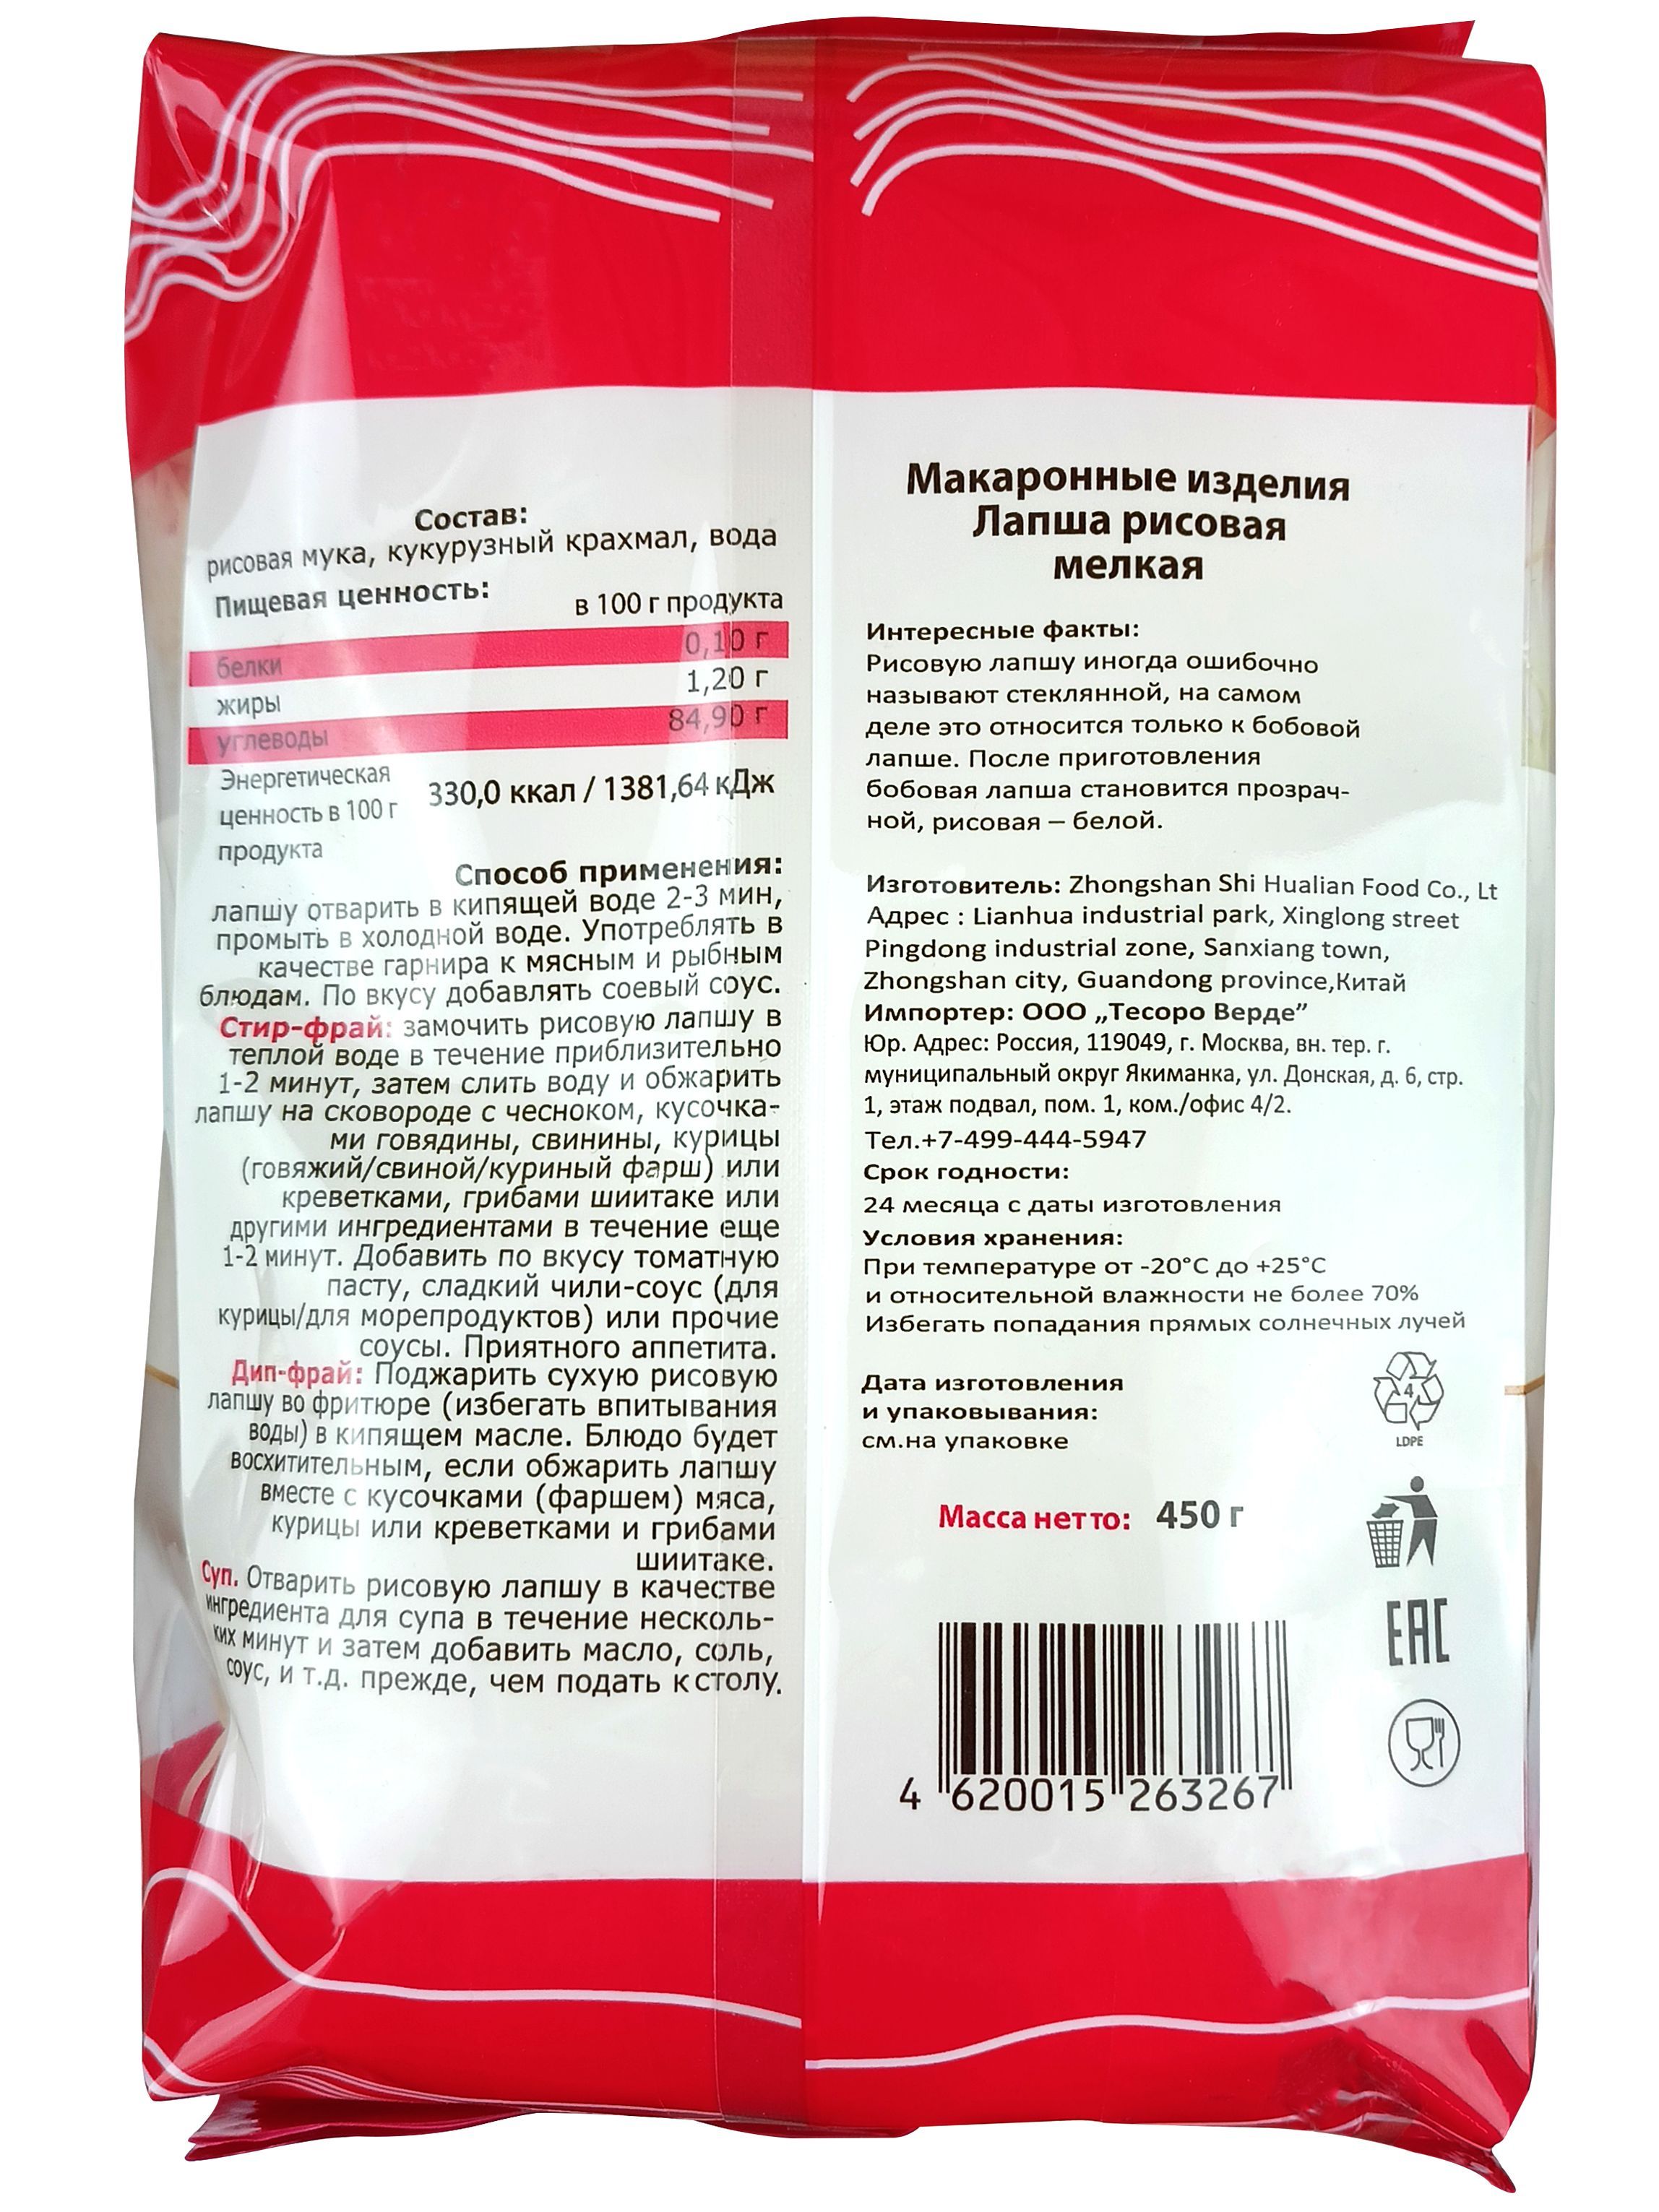 Состав:
рисовая мука, кукурузный крахмал, вода
Пищевая ценность:
в 100 г продукта
белки 0,10 г
жиры 1,20 г
углеводы 84,90 г
Энергетическая
ценность в 100 г
продукта
330,0 ккал / 1381,64 кДж
Способ применения:
лапшу отварить в кипящей воде 2-3 мин,
промыть в холодной воде. Употреблять в
качестве гарнира к мясным и рыбным
блюдам. По вкусу добавлять соевый соус.
Стир-фрай: замочить рисовую лапшу в
теплой воде в течение приблизительно
1-2 минут, затем слить воду и обжарить
лапшу на сковороде с чесноком, кусочка-
ми говядины, свинины, курицы
(говяжий/свиной/куриный фарш) или
креветками, грибами шиитаке или
другими ингредиентами в течение еще
1-2 минут. Добавить по вкусу томатную
пасту, сладкий чили-соус (для
курицы/для морепродуктов) или прочие
соусы. Приятного аппетита.
Дип-фрай: Поджарить сухую рисовую
лапшу во фритюре (избегать впитывания
воды) в кипящем масле. Блюдо будет
восхитительным, если обжарить лапшу
вместе с кусочками (фаршем) мяса,
курицы или креветками и грибами
шиитаке.
Суп. Отварить рисовую лапшу в качестве
ингредиента для супа в течение несколь-
ких минут и затем добавить масло, соль,
соус, и т.д. прежде, чем подать к столу.
Макаронные изделия
Лапша рисовая
мелкая
Интересные факты:
Рисовую лапшу иногда ошибочно
называют стеклянной, на самом
деле это относится только к бобовой
лапше. После приготовления
бобовая лапша становится прозрач-
ной, рисовая – белой.
Изготовитель: Zhongshan Shi Hualian Food Co., Lt
Адрес : Lianhua industrial park, Xinglong street
Pingdong industrial zone, Sanxiang town,
Zhongshan city, Guandong province,Китай
Импортер: ООО „Тесоро Верде”
Юр. Адрес: Россия, 119049, г. Москва, вн. тер. г.
муниципальный округ Якиманка, ул. Донская, д. 6, стр.
1, этаж подвал, пом. 1, ком./офис 4/2.
Тел.+7-499-444-5947
Срок годности:
24 месяца с даты изготовления
Условия хранения:
При температуре от -20°С до +25°С
и относительной влажности не более 70%
Избегать попадания прямых солнечных лучей
Дата изготовления
и упаковывания:
см.на упаковке
4
LDPE
Масса нетто: 450 г
EAC
4 620015 263267